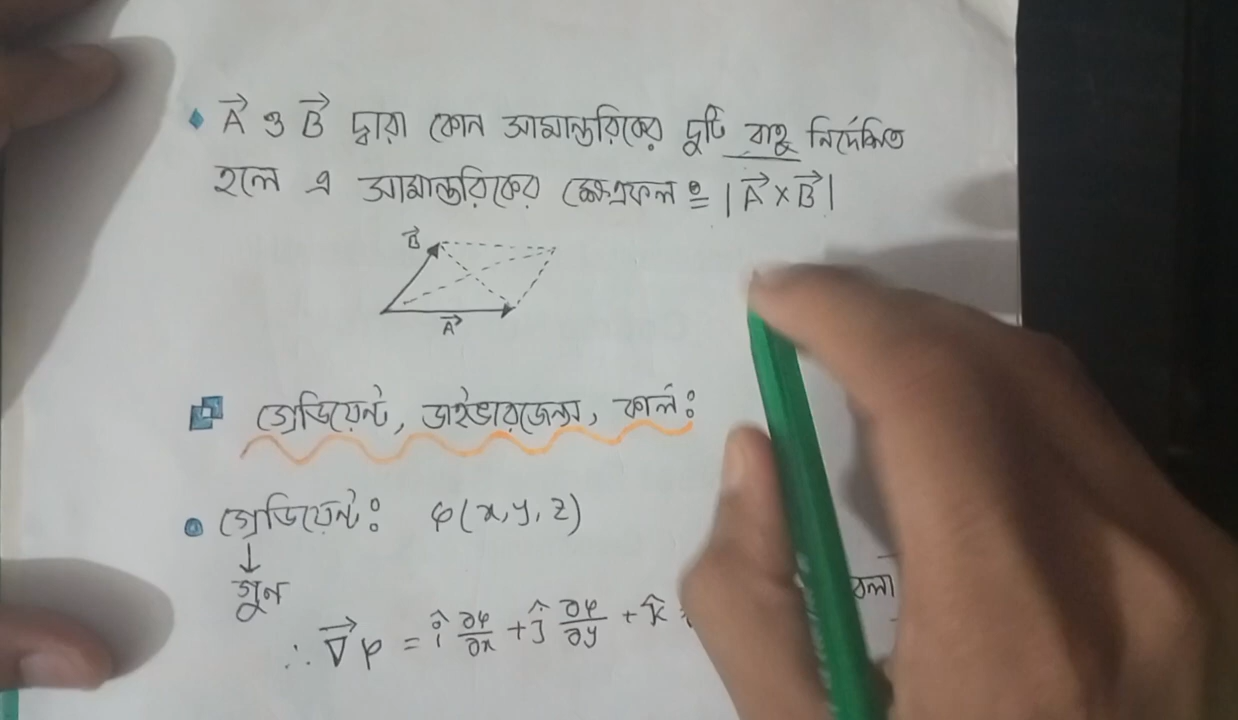 A⃗ ও B⃗ দ্বারা কোন সামান্তরিকের দুটি বাহু নির্দেশিত
হলে ঐ সামান্তরিকের ক্ষেত্রফল = |A⃗ × B⃗|
B⃗
A⃗
গ্রেডিয়েন্ট, ডাইভারজেন্স, কার্ল:
গ্রেডিয়েন্ট: φ(x, y, z)
↓
গুন
∴ ∇⃗φ = î ∂φ/∂x + ĵ ∂φ/∂y + k̂